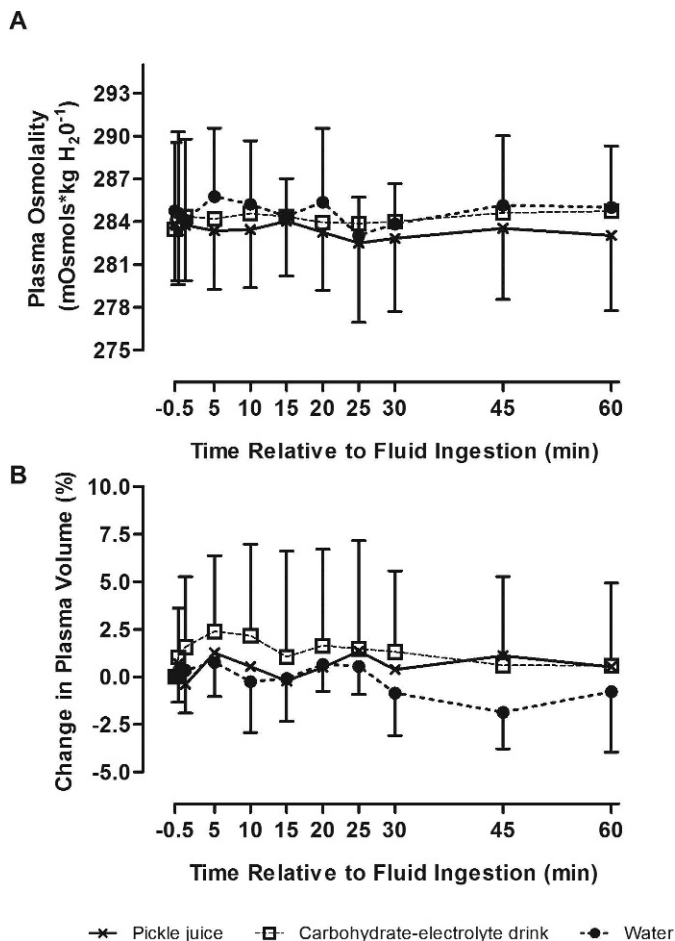 A
Plasma Osmolality
(mOsmols*kg H₂0⁻¹)
293
290
287
284
281
278
275
-0.5 5 10 15 20 25 30 45 60
Time Relative to Fluid Ingestion (min)
B
Change in Plasma Volume (%)
10.0
7.5
5.0
2.5
0.0
-2.5
-5.0
-0.5 5 10 15 20 25 30 45 60
Time Relative to Fluid Ingestion (min)
Pickle juice Carbohydrate-electrolyte drink Water